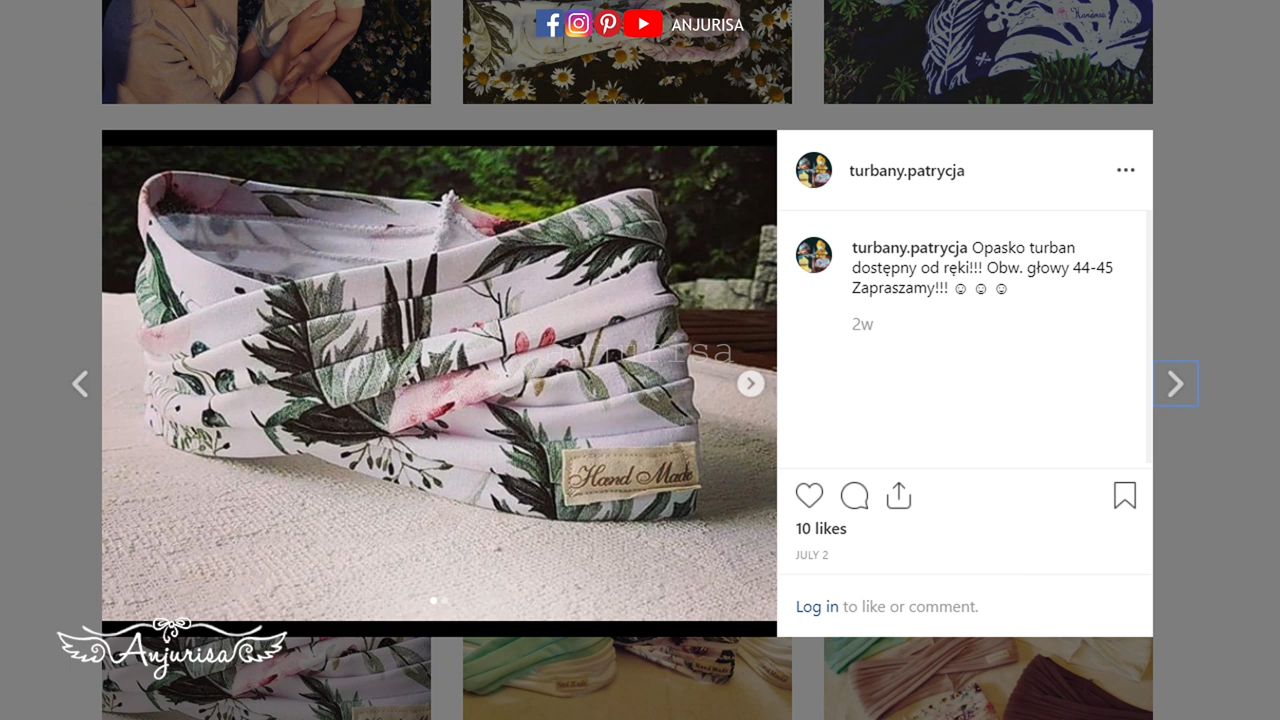 ANJURISA
turbany.patrycja
turbany.patrycja Opasko turban
dostępny od ręki!!! Obw. głowy 44-45
Zapraszamy!!! ☺ ☺ ☺
2w
anjurisa
Hand Made
10 likes
JULY 2
Log in to like or comment.
Anjurisa